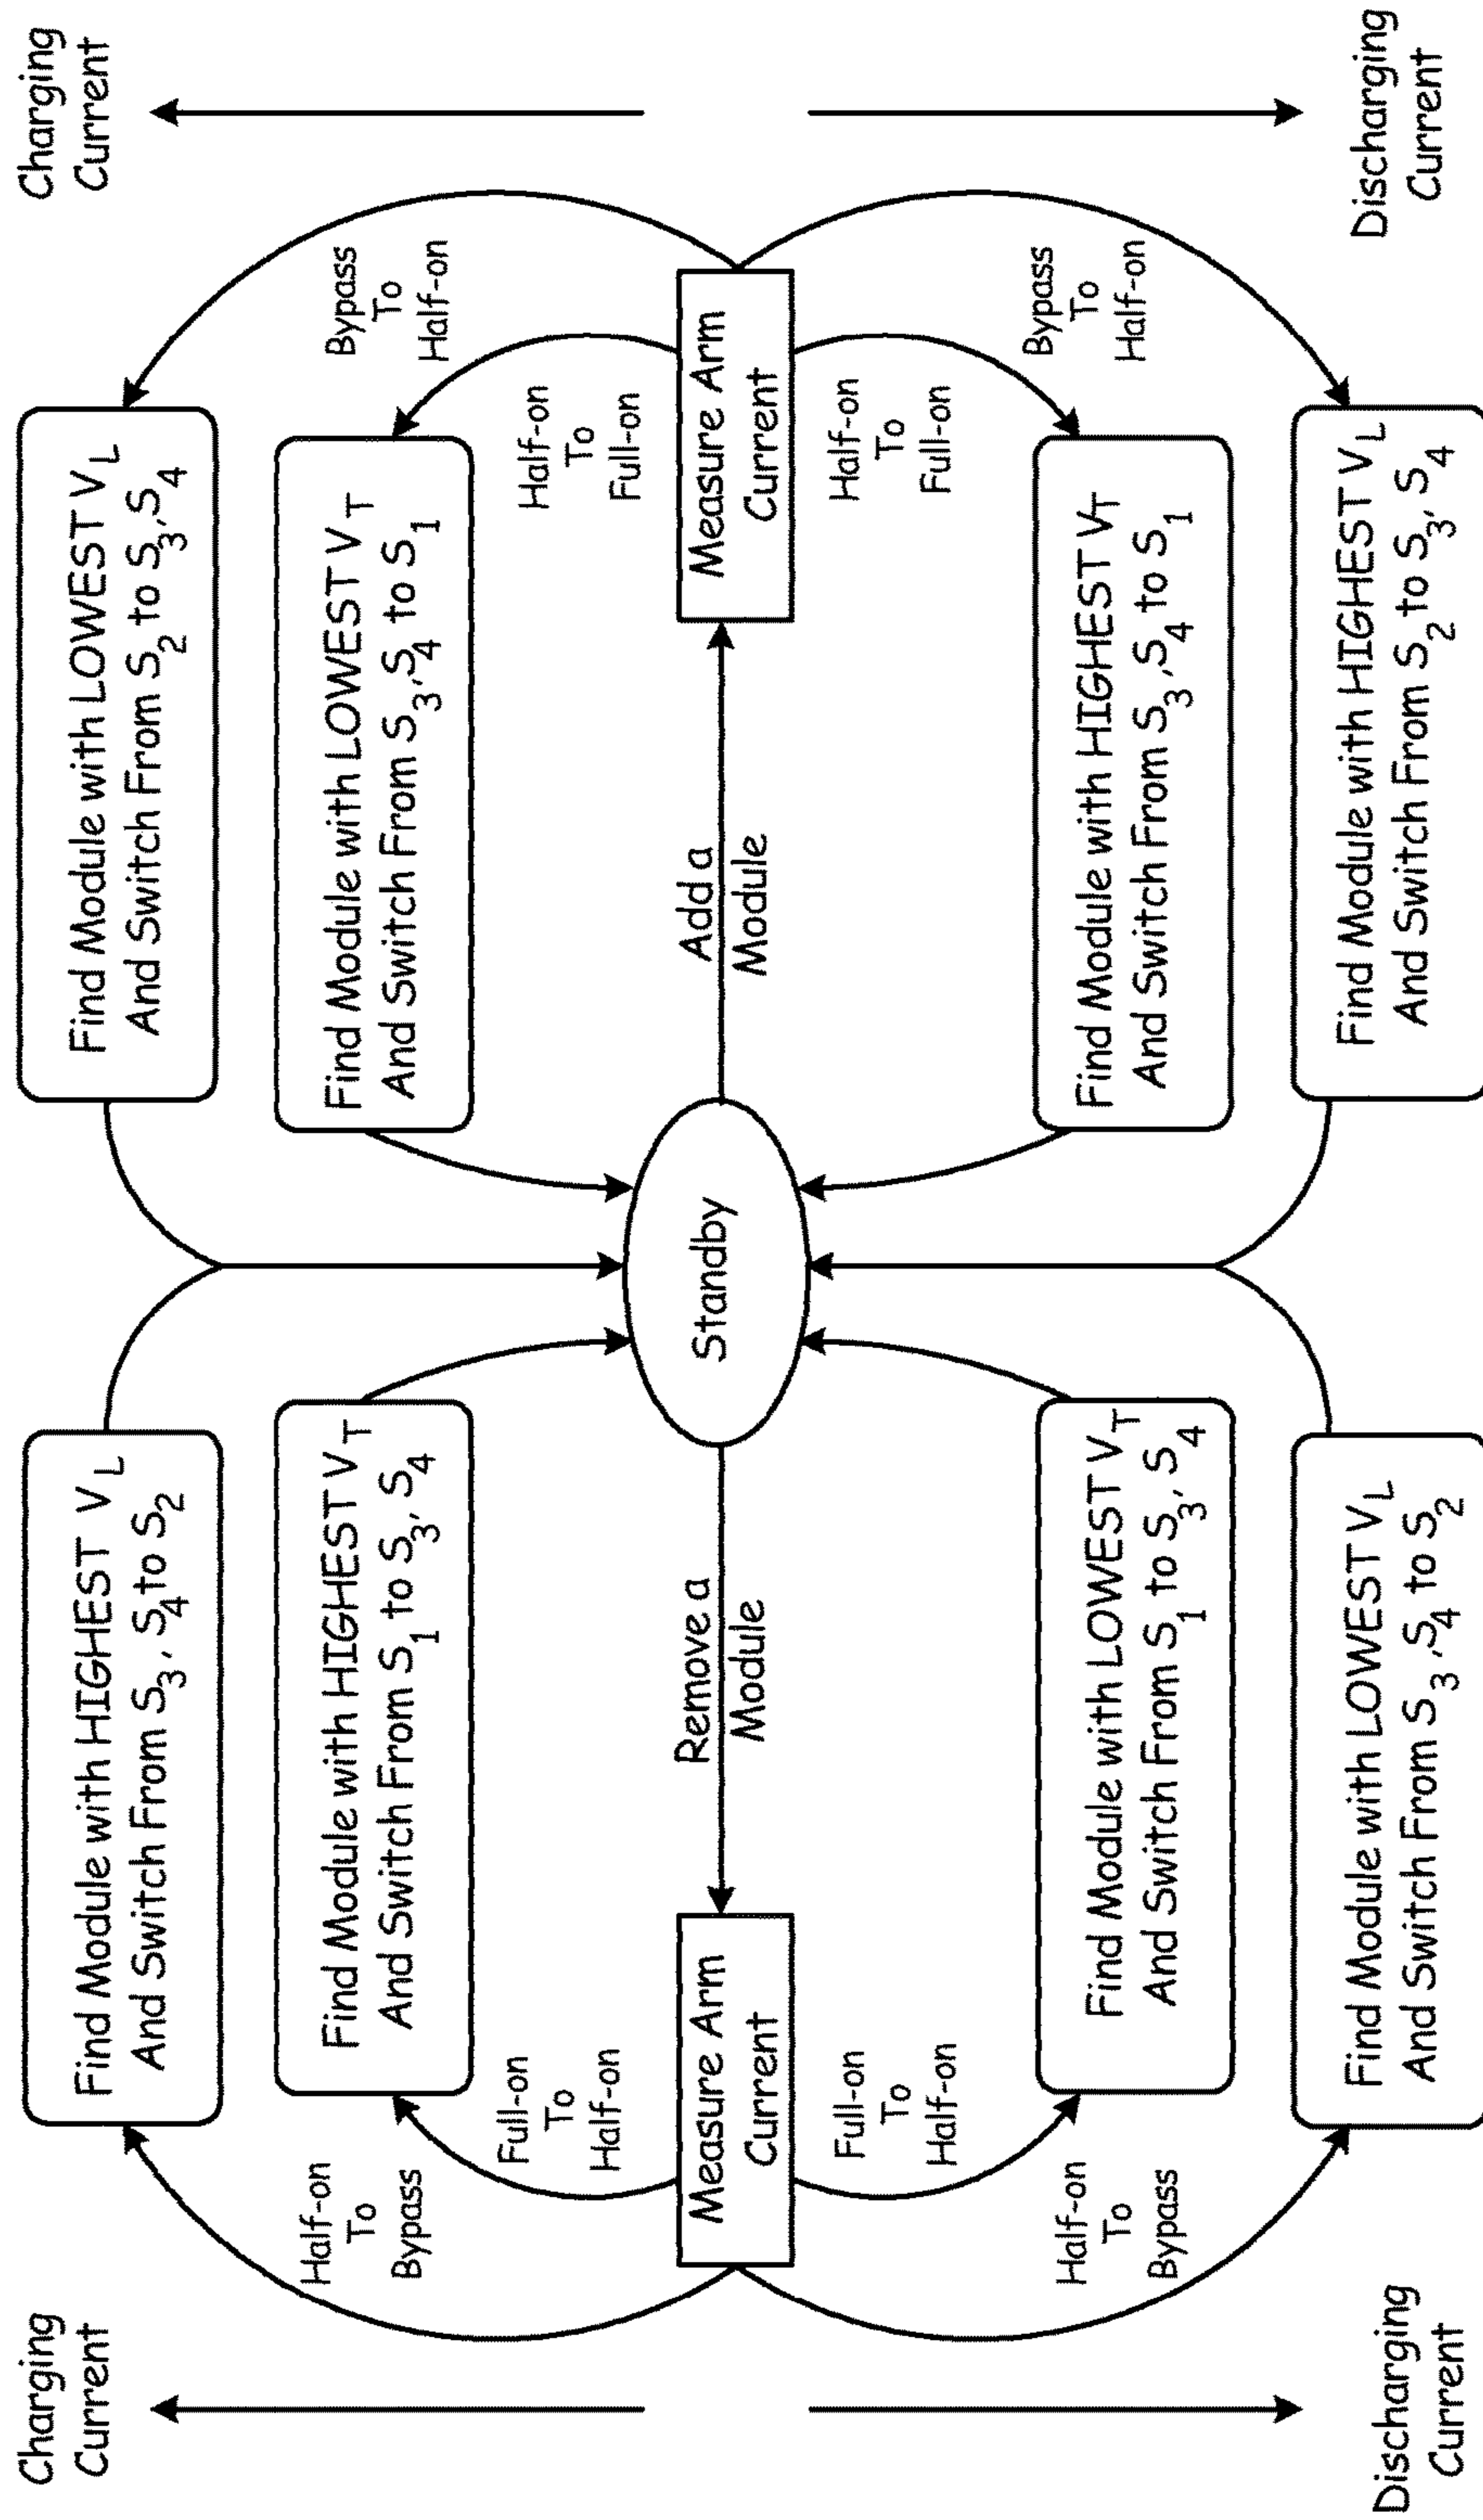 Charging
Current
Charging
Current
Find Module with HIGHEST V_L
And Switch From S_3, S_4 to S_2
Find Module with LOWEST V_L
And Switch From S_2 to S_3, S_4
Half-on
To
Bypass
Find Module with HIGHEST V_T
And Switch From S_1 to S_3, S_4
Find Module with LOWEST V_T
And Switch From S_3, S_4 to S_1
Bypass
To
Half-on
Full-on
To
Half-on
Half-on
To
Full-on
Measure Arm
Current
Remove a
Module
Standby
Add a
Module
Measure Arm
Current
Full-on
To
Half-on
Half-on
To
Full-on
Half-on
To
Bypass
Find Module with LOWEST V_T
And Switch From S_1 to S_3, S_4
Find Module with HIGHEST V_T
And Switch From S_3, S_4 to S_1
Bypass
To
Half-on
Find Module with LOWEST V_L
And Switch From S_3, S_4 to S_2
Find Module with HIGHEST V_L
And Switch From S_2 to S_3, S_4
Discharging
Current
Discharging
Current